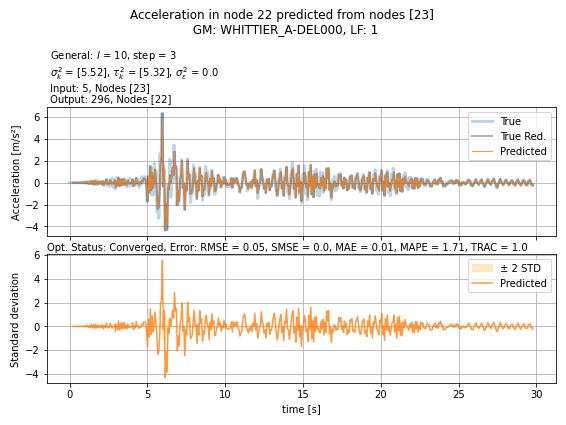 Acceleration in node 22 predicted from nodes [23]
GM: WHITTIER_A-DEL000, LF: 1
General: l = 10, step = 3
σ²ₖ = [5.52], τ²ₖ = [5.32], σ²ε = 0.0
Input: 5, Nodes [23]
Output: 296, Nodes [22]
Acceleration [m/s²]
6
4
2
0
−2
−4
True
True Red.
Predicted
Opt. Status: Converged, Error: RMSE = 0.05, SMSE = 0.0, MAE = 0.01, MAPE = 1.71, TRAC = 1.0
Standard deviation
6
4
2
0
−2
−4
± 2 STD
Predicted
0 5 10 15 20 25 30
time [s]